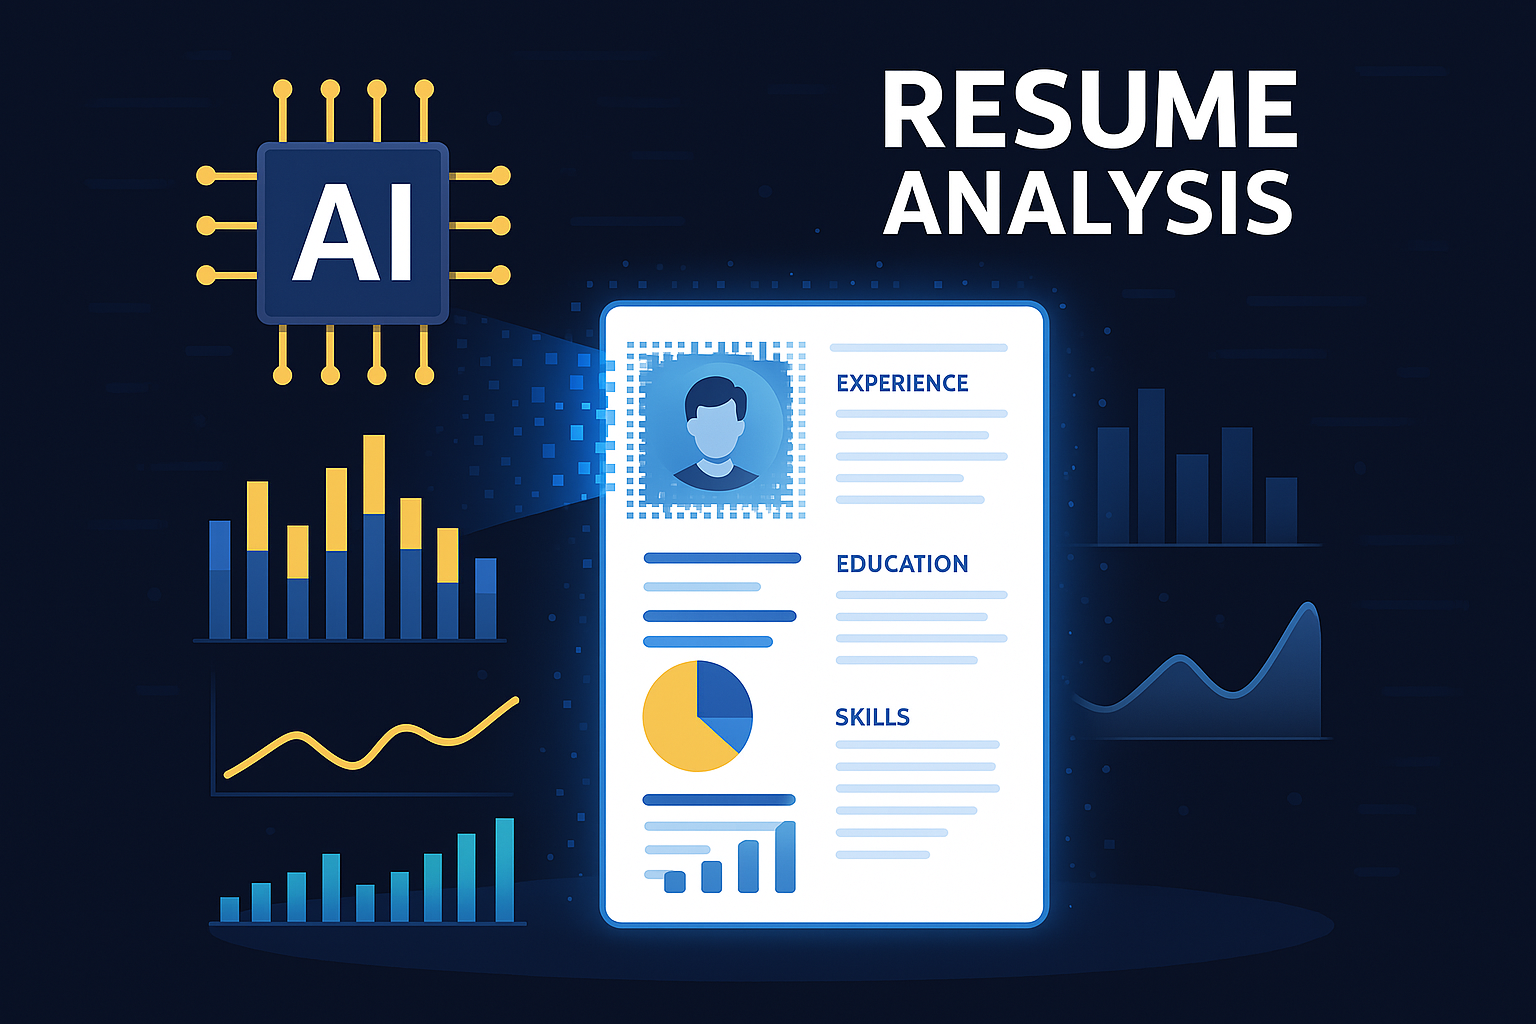 AI
RESUME
ANALYSIS
EXPERIENCE
EDUCATION
SKILLS